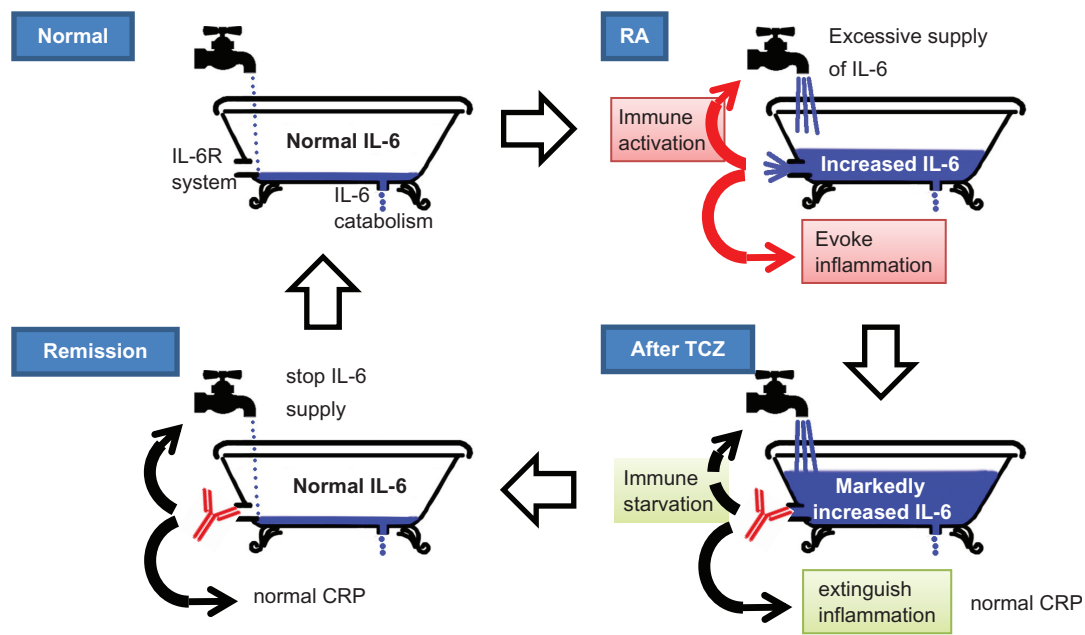 Normal
Normal IL-6
IL-6R
system
IL-6
catabolism
RA
Excessive supply
of IL-6
Immune
activation
Increased IL-6
Evoke
inflammation
Remission
stop IL-6
supply
Normal IL-6
normal CRP
After TCZ
Immune
starvation
Markedly
increased IL-6
extinguish
inflammation
normal CRP